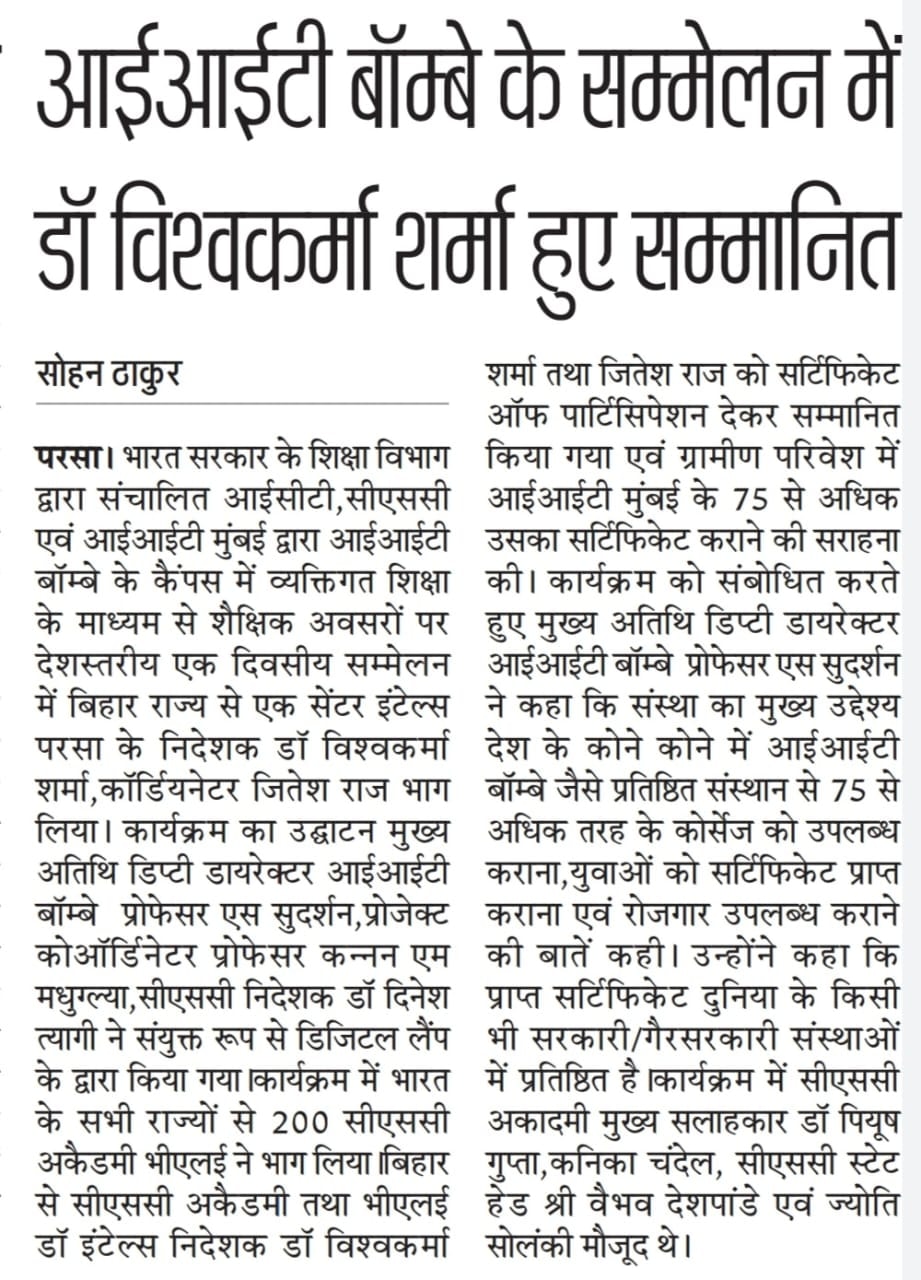 आईआईटी बॉम्बे के सम्मेलन में
डॉ विश्वकर्मा शर्मा हुए सम्मानित
सोहन ठाकुर
परसा। भारत सरकार के शिक्षा विभाग
द्वारा संचालित आईसीटी,सीएससी
एवं आईआईटी मुंबई द्वारा आईआईटी
बॉम्बे के कैंपस में व्यक्तिगत शिक्षा
के माध्यम से शैक्षिक अवसरों पर
देशस्तरीय एक दिवसीय सम्मेलन
में बिहार राज्य से एक सेंटर इंटेल्स
परसा के निदेशक डॉ विश्वकर्मा
शर्मा,कॉर्डियनेटर जितेश राज भाग
लिया। कार्यक्रम का उद्घाटन मुख्य
अतिथि डिप्टी डायरेक्टर आईआईटी
बॉम्बे प्रोफेसर एस सुदर्शन,प्रोजेक्ट
कोऑर्डिनेटर प्रोफेसर कन्नन एम
मधुग्ल्या,सीएससी निदेशक डॉ दिनेश
त्यागी ने संयुक्त रूप से डिजिटल लैंप
के द्वारा किया गया।कार्यक्रम में भारत
के सभी राज्यों से 200 सीएससी
अकैडमी भीएलई ने भाग लिया।बिहार
से सीएससी अकैडमी तथा भीएलई
डॉ इंटेल्स निदेशक डॉ विश्वकर्मा
शर्मा तथा जितेश राज को सर्टिफिकेट
ऑफ पार्टिसिपेशन देकर सम्मानित
किया गया एवं ग्रामीण परिवेश में
आईआईटी मुंबई के 75 से अधिक
उसका सर्टिफिकेट कराने की सराहना
की। कार्यक्रम को संबोधित करते
हुए मुख्य अतिथि डिप्टी डायरेक्टर
आईआईटी बॉम्बे प्रोफेसर एस सुदर्शन
ने कहा कि संस्था का मुख्य उद्देश्य
देश के कोने कोने में आईआईटी
बॉम्बे जैसे प्रतिष्ठित संस्थान से 75 से
अधिक तरह के कोर्सेज को उपलब्ध
कराना,युवाओं को सर्टिफिकेट प्राप्त
कराना एवं रोजगार उपलब्ध कराने
की बातें कही। उन्होंने कहा कि
प्राप्त सर्टिफिकेट दुनिया के किसी
भी सरकारी/गैरसरकारी संस्थाओं
में प्रतिष्ठित है।कार्यक्रम में सीएससी
अकादमी मुख्य सलाहकार डॉ पियूष
गुप्ता,कनिका चंदेल, सीएससी स्टेट
हेड श्री वैभव देशपांडे एवं ज्योति
सोलंकी मौजूद थे।